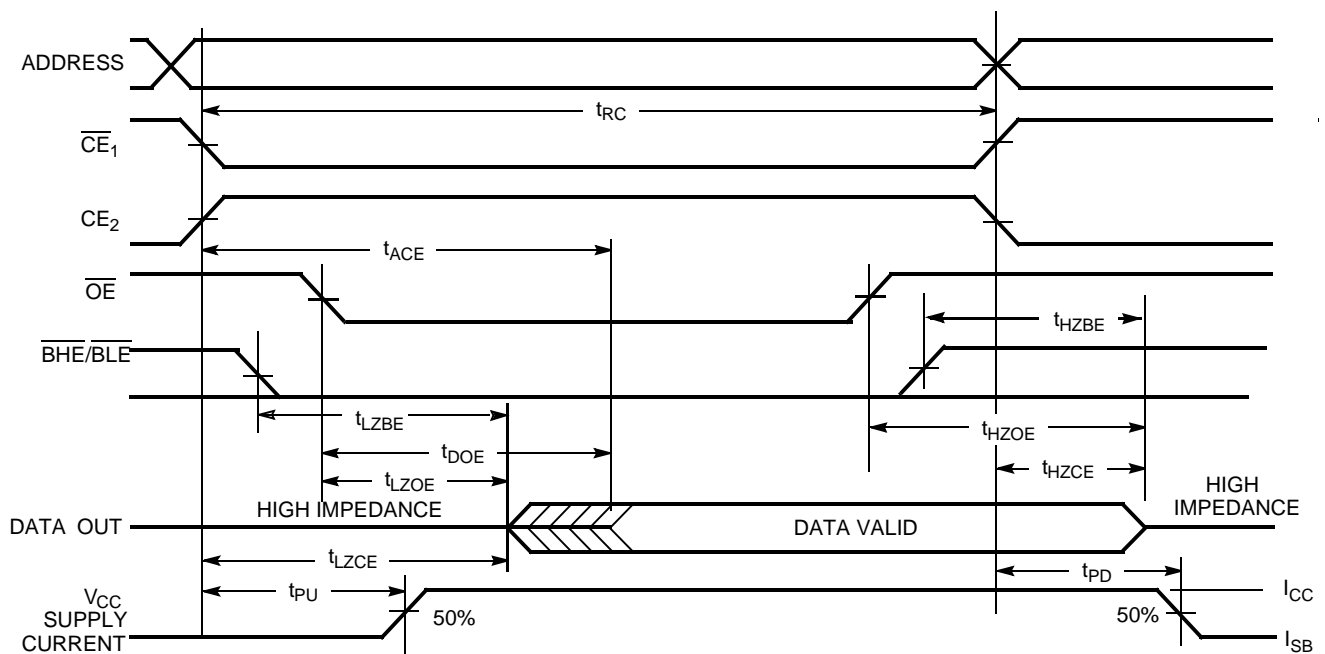 ADDRESS
tRC
CE1
CE2
tACE
OE
tHZBE
BHE/BLE
tLZBE
tHZOE
tDOE
tHZCE
tLZOE
HIGH IMPEDANCE
HIGH
IMPEDANCE
DATA OUT
DATA VALID
tLZCE
tPD
tPU
VCC
SUPPLY
CURRENT
50%
50%
ICC
ISB